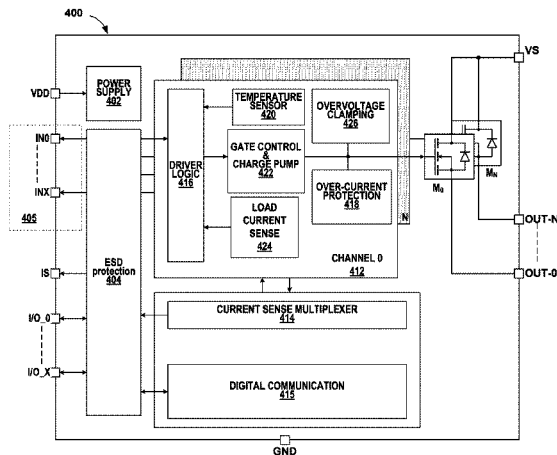 400
VS
VDD
POWER
SUPPLY
402
IN0
INX
405
TEMPERATURE
SENSOR
420
OVERVOLTAGE
CLAMPING
426
DRIVER
LOGIC
416
GATE CONTROL
&
CHARGE PUMP
422
OVER-CURRENT
PROTECTION
418
LOAD
CURRENT
SENSE
424
N
CHANNEL 0
412
M0
MN
OUT-N
OUT-0
ESD
protection
404
IS
I/O_0
I/O_X
CURRENT SENSE MULTIPLEXER
414
DIGITAL COMMUNICATION
415
GND